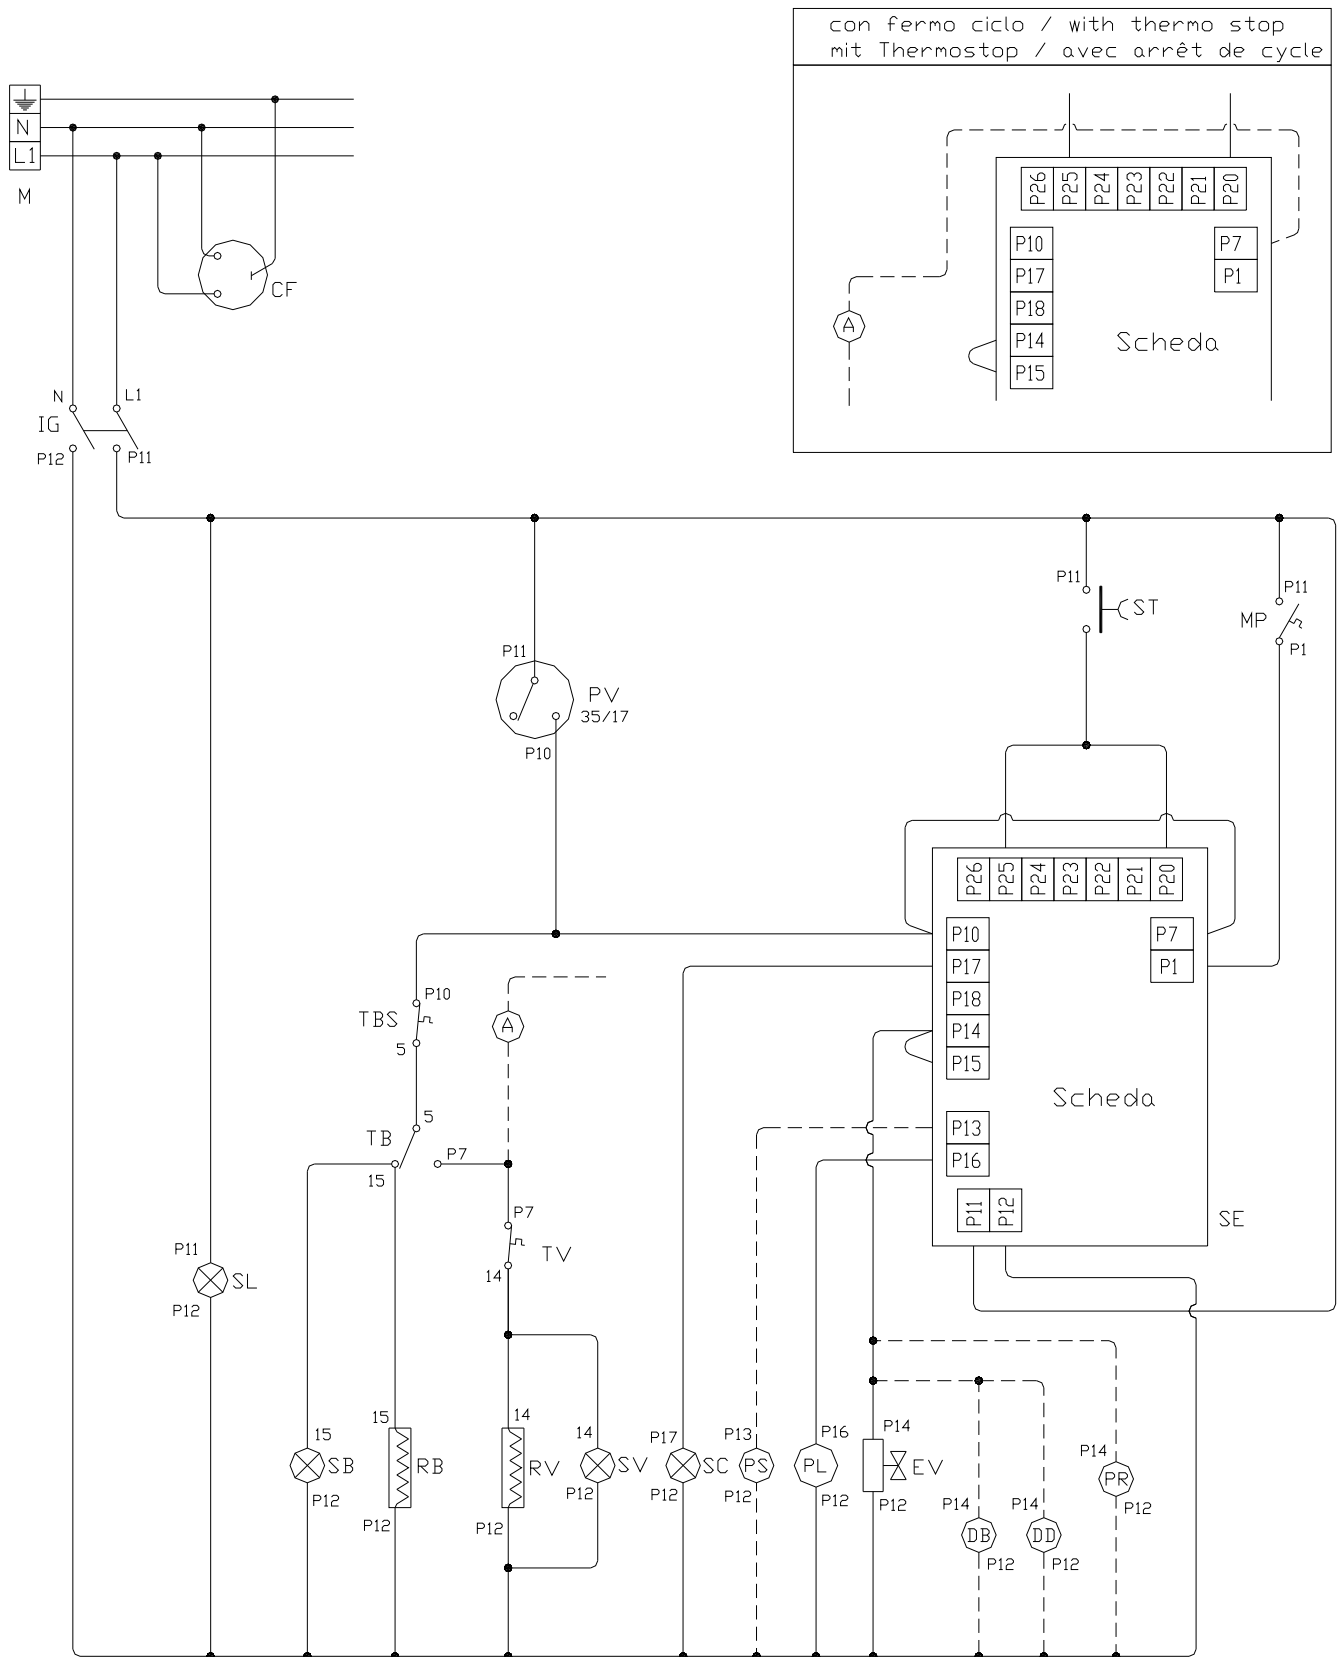 con fermo ciclo / with thermo stop
mit Thermostop / avec arrêt de cycle
P26 P25 P24 P23 P22 P21 P20
P10
P17
P18
P14
P15
P7
P1
Scheda
A
N
L1
M
CF
N
L1
IG
P12
P11
P11
ST
P11
MP
P1
P11
PV
35/17
P10
P26 P25 P24 P23 P22 P21 P20
P10
P17
P18
P14
P15
P13
P16
P11 P12
P7
P1
Scheda
SE
P10
TBS
5
A
5
TB
15
P7
P7
TV
14
P11
SL
P12
15
SB
P12
15
RB
P12
14
RV
P12
14
SV
P12
P17
SC
P12
P13
PS
P12
P16
PL
P12
P14
EV
P12
P14
DB
P12
P14
DD
P12
P14
PR
P12